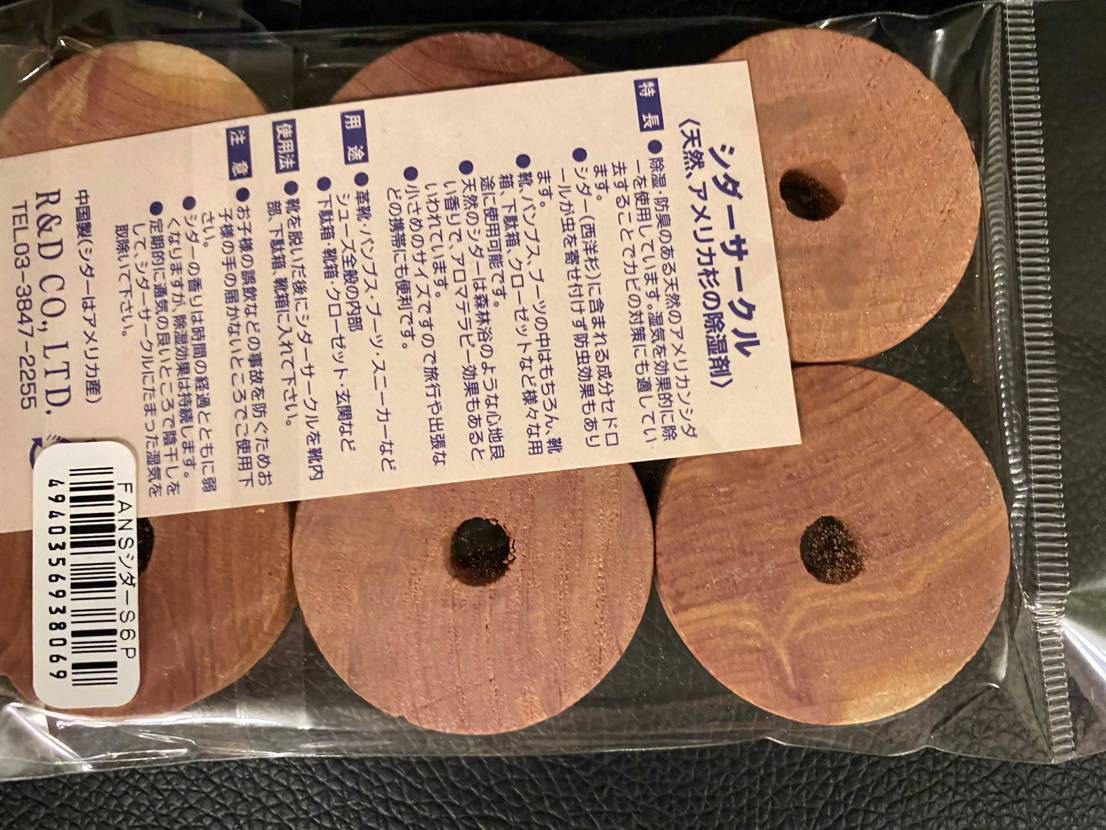 シダーサークル
（天然、アメリカ杉の除湿剤）
特長
●除湿・防臭のある天然のアメリカンシダ
ーを使用しています。湿気を効果的に除
去することでカビの対策にも適してい
ます。
●シダー（西洋杉）に含まれる成分セドロ
ールが虫を寄せ付けず防虫効果もあり
ます。
●靴、パンプス、ブーツの中はもちろん、靴
箱、下駄箱、クローゼットなど様々な用
途に使用可能です。
●天然のシダーは森林浴のような心地良
い香りで、アロマテラピー効果もあると
いわれています。
●小さめのサイズですので旅行や出張な
どの携帯にも便利です。
用途
●革靴・パンプス・ブーツ・スニーカーなど
シューズ全般の内部
●下駄箱・靴箱・クローゼット・玄関など
使用法
●靴を脱いだ後にシダーサークルを靴内
部、下駄箱、靴箱に入れて下さい。
注意
●お子様の誤飲などの事故を防ぐためお
子様の手の届かないところでご使用下
さい。
●シダーの香りは時間の経過とともに弱
くなりますが、除湿効果は持続します。
●定期的に通気の良いところで陰干しを
して、シダーサークルにたまった湿気を
取除いて下さい。
中国製（シダーはアメリカ産）
R&D CO., LTD.
TEL.03-3847-2255
FANSシダーS6P
4940356938069